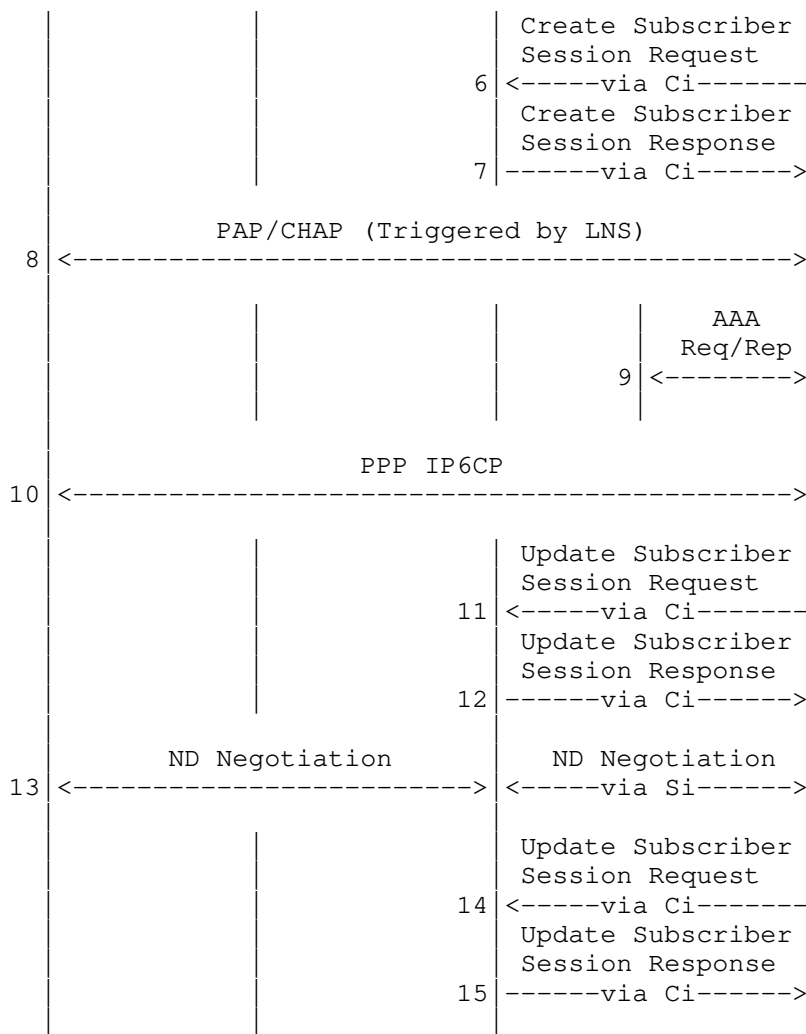 Create Subscriber
Session Request
6 <-----via Ci-------
Create Subscriber
Session Response
7 ------via Ci------>
PAP/CHAP (Triggered by LNS)
8 <--------------------------------------------->
AAA
Req/Rep
9 <-------->
PPP IP6CP
10 <--------------------------------------------->
Update Subscriber
Session Request
11 <-----via Ci-------
Update Subscriber
Session Response
12 ------via Ci------>
ND Negotiation ND Negotiation
13 <-------------------------> <-----via Si------>
Update Subscriber
Session Request
14 <-----via Ci-------
Update Subscriber
Session Response
15 ------via Ci------>